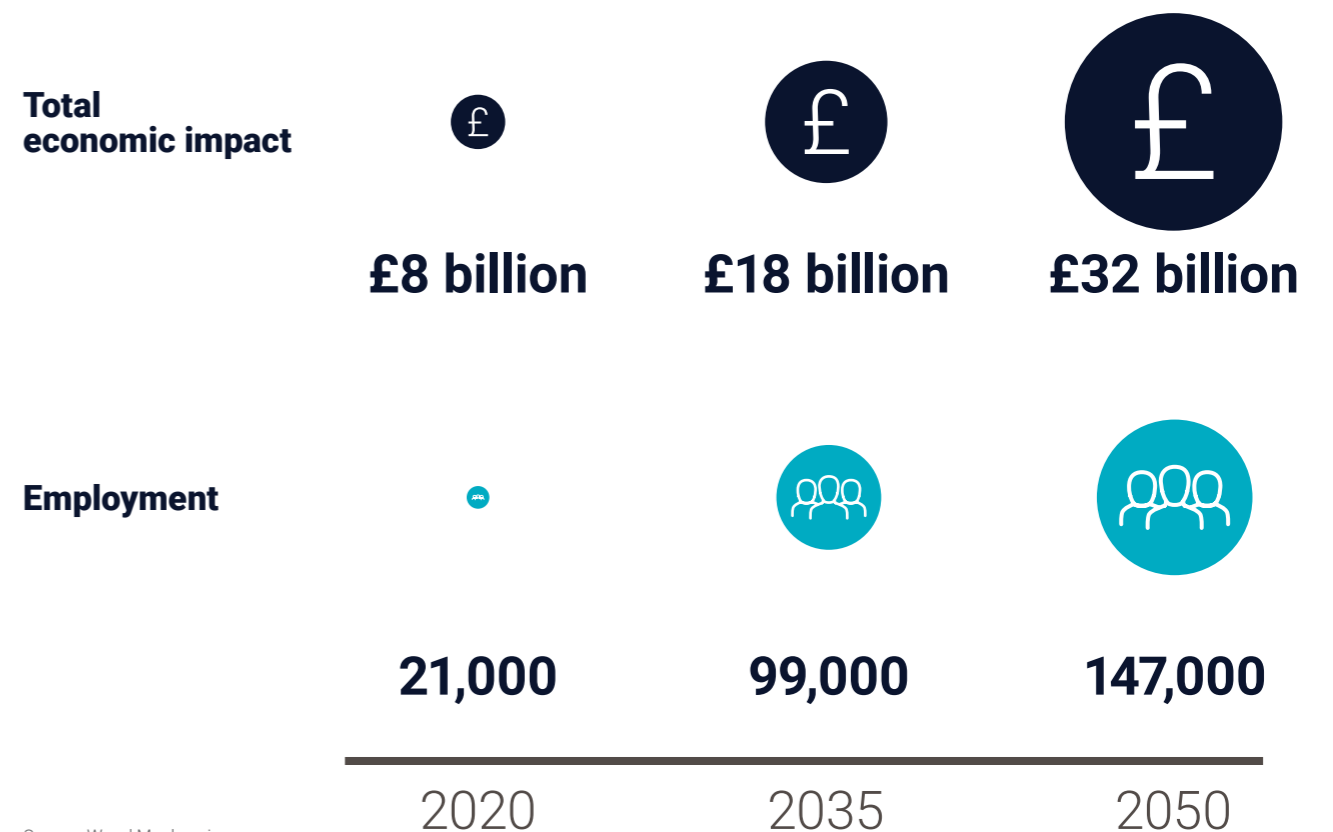 Total
economic impact
£
£
£
£8 billion
£18 billion
£32 billion
Employment
21,000
99,000
147,000
2020
2035
2050